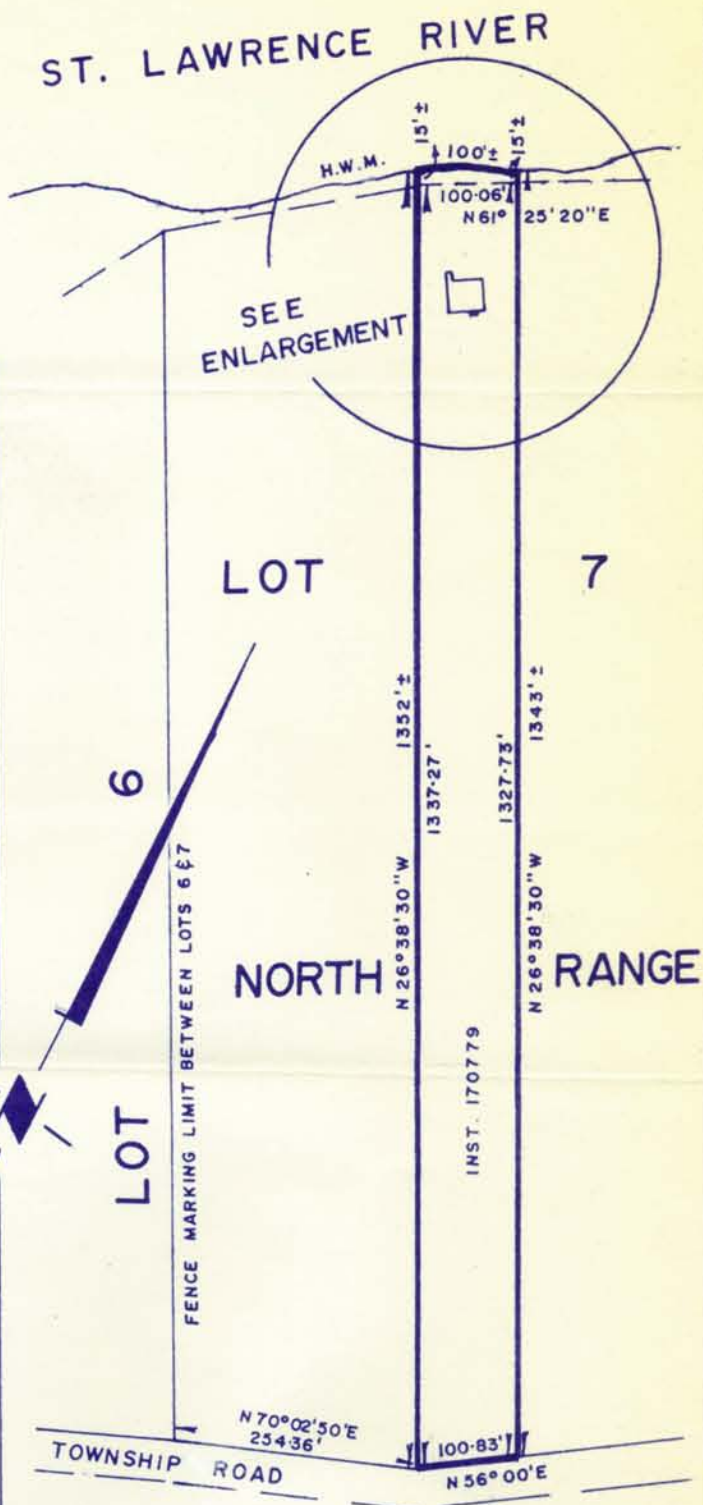 ST. LAWRENCE RIVER
15'±
100'±
15'±
H.W.M.
100·06'
N 61° 25' 20" E
SEE
ENLARGEMENT
LOT
7
6
1352' ±
1337·27'
1327·73'
1343' ±
N 26° 38' 30" W
N 26° 38' 30" W
NORTH RANGE
FENCE MARKING LIMIT BETWEEN LOTS 6 & 7
INST. 170779
LOT
N 70° 02' 50" E
254·36'
100·83'
TOWNSHIP ROAD
N 56° 00' E